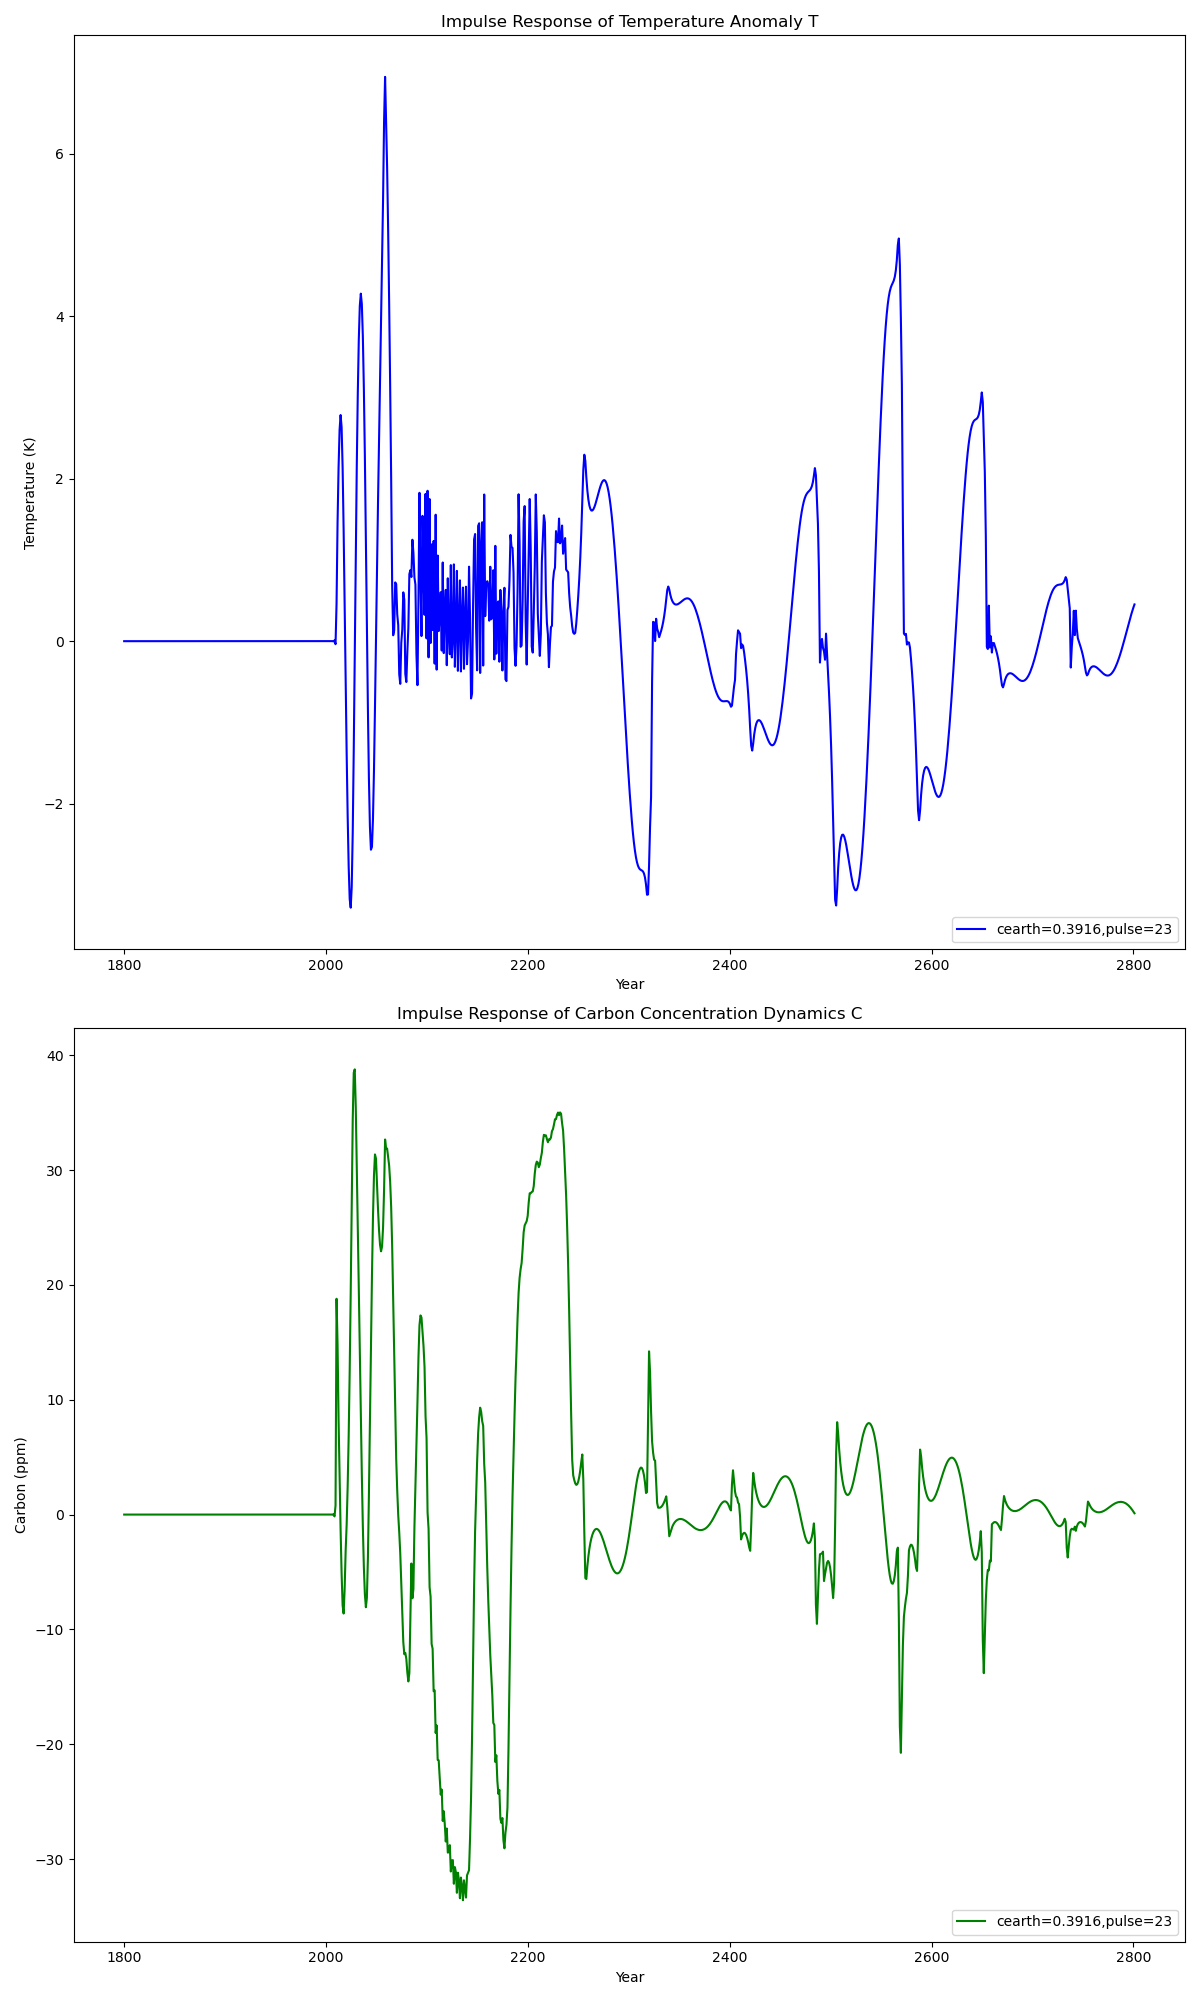 Impulse Response of Temperature Anomaly T
Temperature (K)
6
4
2
0
−2
1800 2000 2200 2400 2600 2800
Year
cearth=0.3916,pulse=23
Impulse Response of Carbon Concentration Dynamics C
Carbon (ppm)
40
30
20
10
0
−10
−20
−30
1800 2000 2200 2400 2600 2800
Year
cearth=0.3916,pulse=23